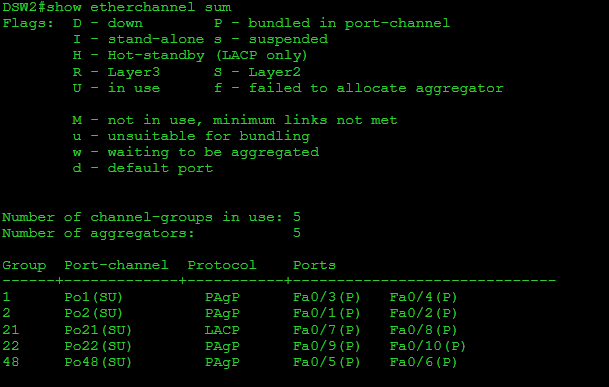 DSW2#show etherchannel sum
Flags:  D - down        P - bundled in port-channel
        I - stand-alone s - suspended
        H - Hot-standby (LACP only)
        R - Layer3      S - Layer2
        U - in use      f - failed to allocate aggregator
        M - not in use, minimum links not met
        u - unsuitable for bundling
        w - waiting to be aggregated
        d - default port
Number of channel-groups in use: 5
Number of aggregators:           5
Group  Port-channel  Protocol    Ports
------+-------------+-----------+-----------------------------
1      Po1(SU)         PAgP      Fa0/3(P)    Fa0/4(P)
2      Po2(SU)         PAgP      Fa0/1(P)    Fa0/2(P)
21     Po21(SU)        LACP      Fa0/7(P)    Fa0/8(P)
22     Po22(SU)        PAgP      Fa0/9(P)    Fa0/10(P)
48     Po48(SU)        PAgP      Fa0/5(P)    Fa0/6(P)